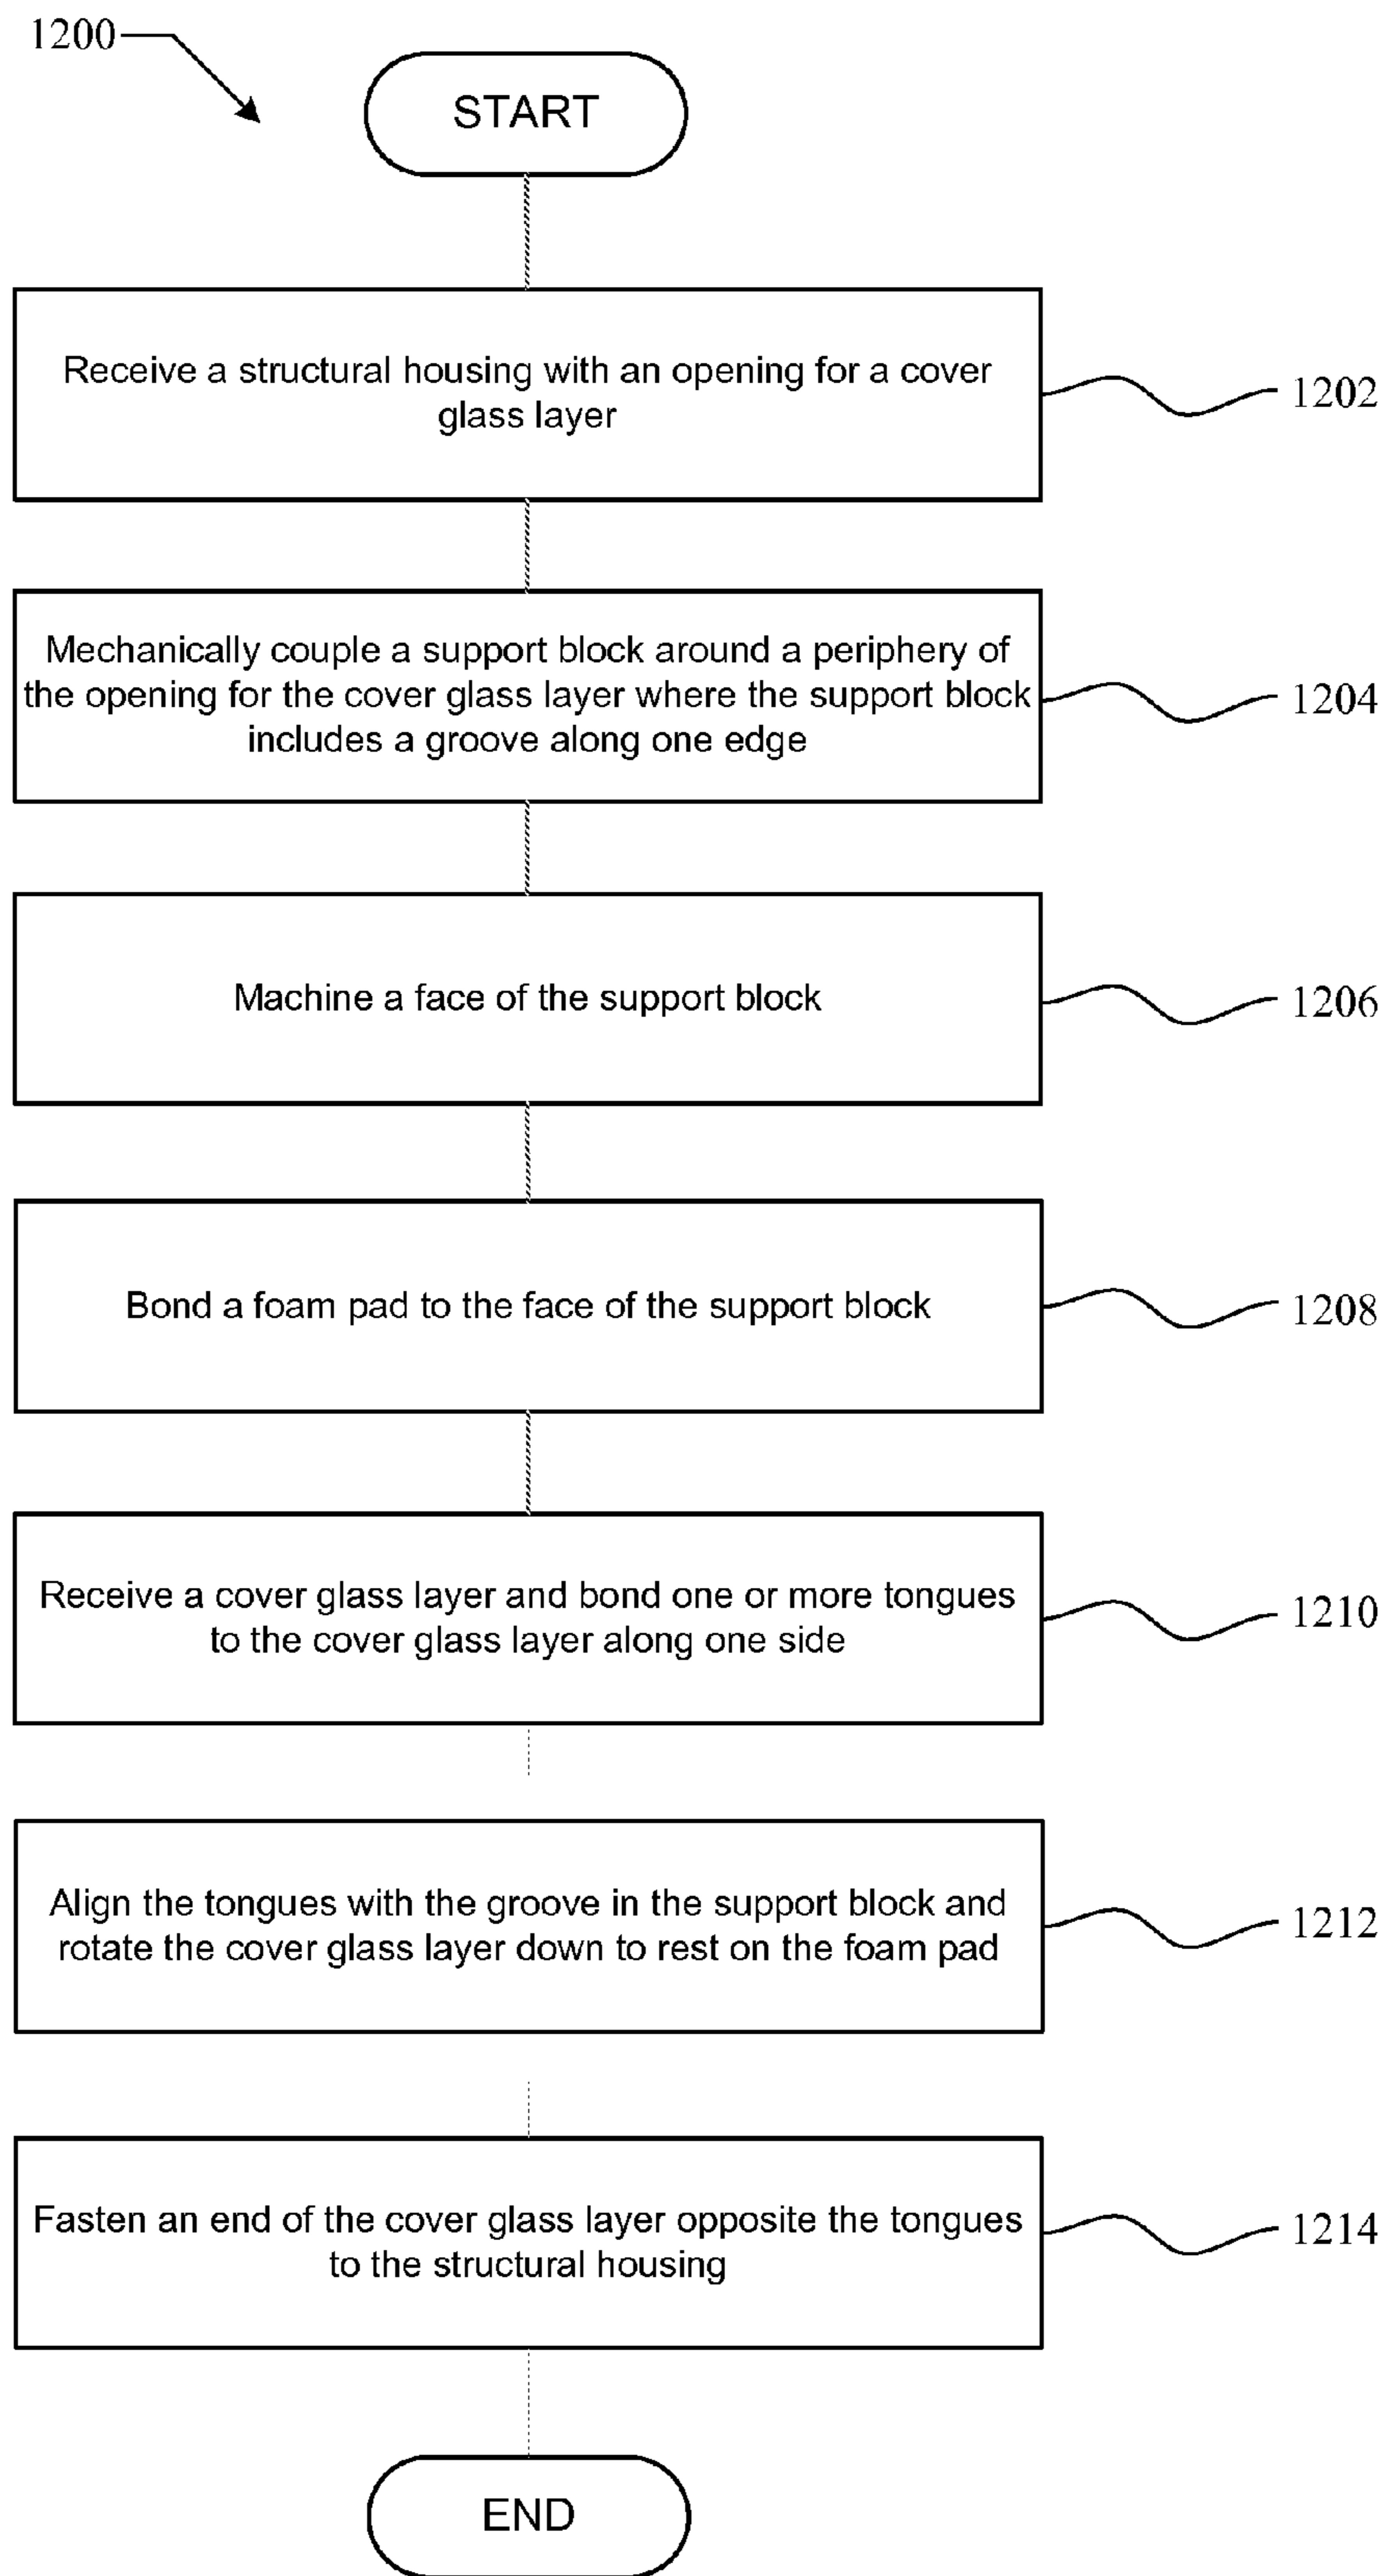 1200
START
Receive a structural housing with an opening for a cover
glass layer
1202
Mechanically couple a support block around a periphery of
the opening for the cover glass layer where the support block
includes a groove along one edge
1204
Machine a face of the support block
1206
Bond a foam pad to the face of the support block
1208
Receive a cover glass layer and bond one or more tongues
to the cover glass layer along one side
1210
Align the tongues with the groove in the support block and
rotate the cover glass layer down to rest on the foam pad
1212
Fasten an end of the cover glass layer opposite the tongues
to the structural housing
1214
END